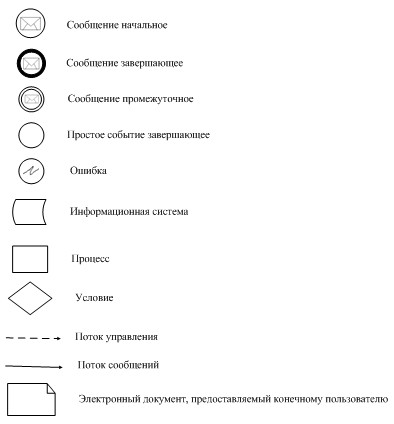 Сообщение начальное
Сообщение завершающее
Сообщение промежуточное
Простое событие завершающее
Ошибка
Информационная система
Процесс
Условие
Поток управления
Поток сообщений
Электронный документ, предоставляемый конечному пользователю